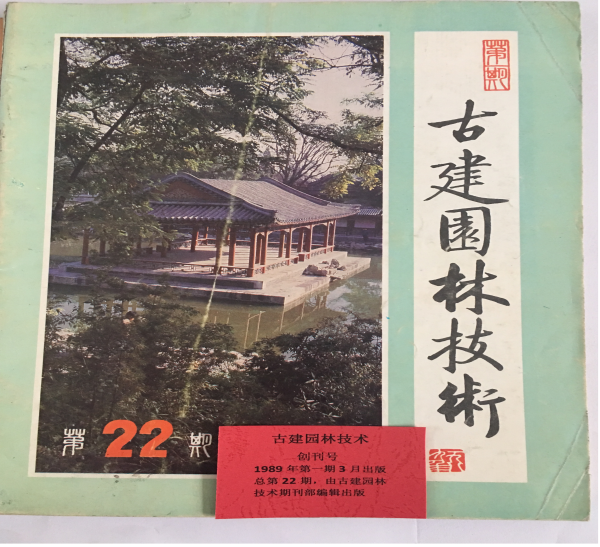 第期
古建園林技術
第22期
古建园林技术
创刊号
1989年第一期3月出版
总第22期，由古建园林
技术期刊部编辑出版